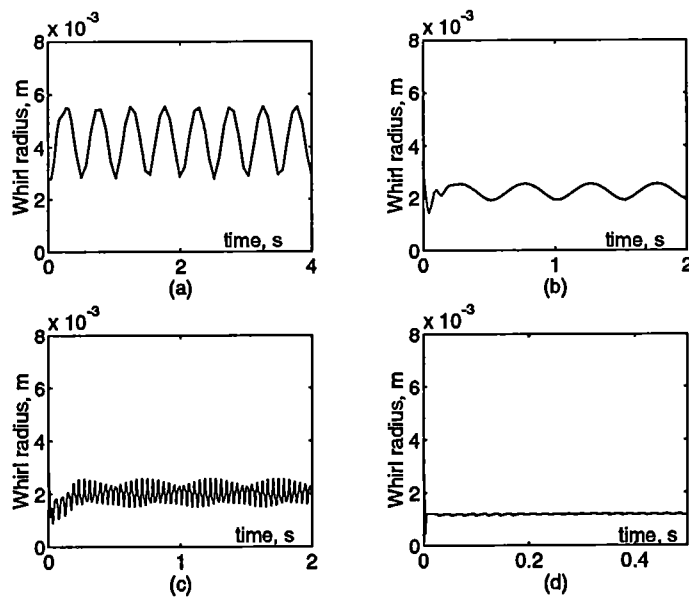 x 10⁻³
Whirl radius, m
8
6
4
2
0
time, s
0 2 4
(a)
x 10⁻³
Whirl radius, m
8
6
4
2
0
time, s
0 1 2
(b)
x 10⁻³
Whirl radius, m
8
6
4
2
0
time, s
0 1 2
(c)
x 10⁻³
Whirl radius, m
8
6
4
2
0
time, s
0 0.2 0.4
(d)